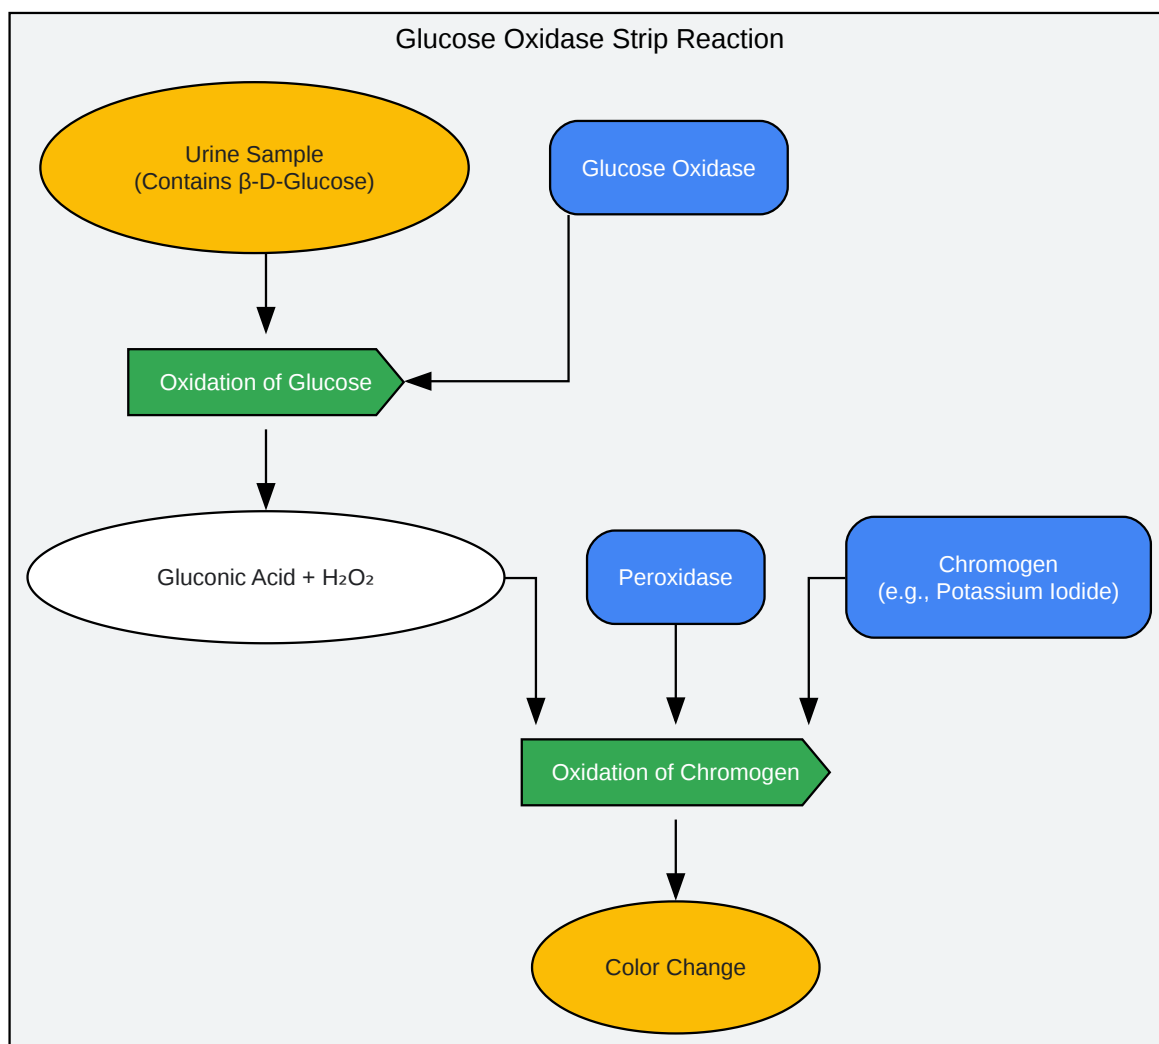 Glucose Oxidase Strip Reaction
Urine Sample
(Contains β-D-Glucose)
Glucose Oxidase
Oxidation of Glucose
Gluconic Acid + H₂O₂
Peroxidase
Chromogen
(e.g., Potassium Iodide)
Oxidation of Chromogen
Color Change